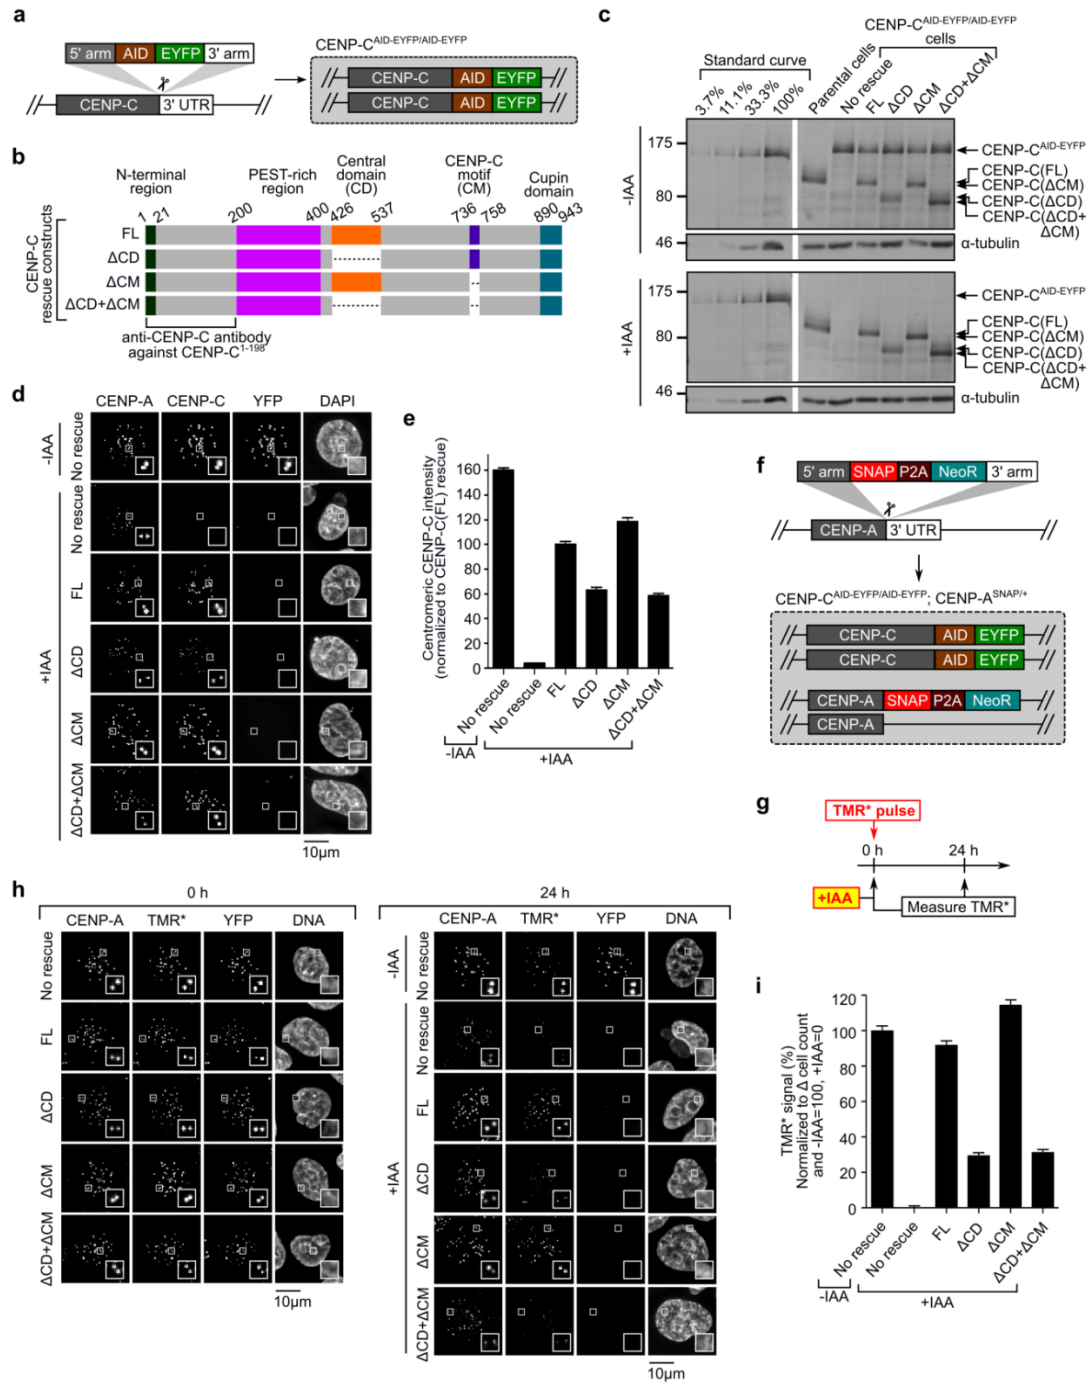 a
5' arm AID EYFP 3' arm
CENP-C 3' UTR
CENP-C^AID-EYFP/AID-EYFP
CENP-C AID EYFP
CENP-C AID EYFP
b
N-terminal region
PEST-rich region
Central domain (CD)
CENP-C motif (CM)
Cupin domain
1 21 200 400 426 537 736 758 890 943
CENP-C rescue constructs
FL
ΔCD
ΔCM
ΔCD+ΔCM
anti-CENP-C antibody
against CENP-C^1-198
c
CENP-C^AID-EYFP/AID-EYFP
cells
Standard curve
3.7% 11.1% 33.3% 100% Parental cells No rescue FL ΔCD ΔCM ΔCD+ΔCM
-IAA
175
80
46
CENP-C^AID-EYFP
CENP-C(FL)
CENP-C(ΔCM)
CENP-C(ΔCD)
CENP-C(ΔCD+
ΔCM)
α-tubulin
+IAA
175
80
46
CENP-C^AID-EYFP
CENP-C(FL)
CENP-C(ΔCM)
CENP-C(ΔCD)
CENP-C(ΔCD+
ΔCM)
α-tubulin
d
CENP-A CENP-C YFP DAPI
-IAA
No rescue
+IAA
No rescue
FL
ΔCD
ΔCM
ΔCD+ΔCM
10μm
e
Centromeric CENP-C intensity
(normalized to CENP-C(FL) rescue)
160
140
120
100
80
60
40
20
0
No rescue No rescue FL ΔCD ΔCM ΔCD+ΔCM
-IAA +IAA
f
5' arm SNAP P2A NeoR 3' arm
CENP-A 3' UTR
CENP-C^AID-EYFP/AID-EYFP; CENP-A^SNAP/+
CENP-C AID EYFP
CENP-C AID EYFP
CENP-A SNAP P2A NeoR
CENP-A
g
TMR* pulse
0 h 24 h
+IAA
Measure TMR*
h
0 h
CENP-A TMR* YFP DNA
No rescue
FL
ΔCD
ΔCM
ΔCD+ΔCM
10μm
24 h
CENP-A TMR* YFP DNA
-IAA
No rescue
+IAA
No rescue
FL
ΔCD
ΔCM
ΔCD+ΔCM
10μm
i
TMR* signal (%)
Normalized to Δ cell count
and -IAA=100, +IAA=0
120
100
80
60
40
20
0
No rescue No rescue FL ΔCD ΔCM ΔCD+ΔCM
-IAA +IAA